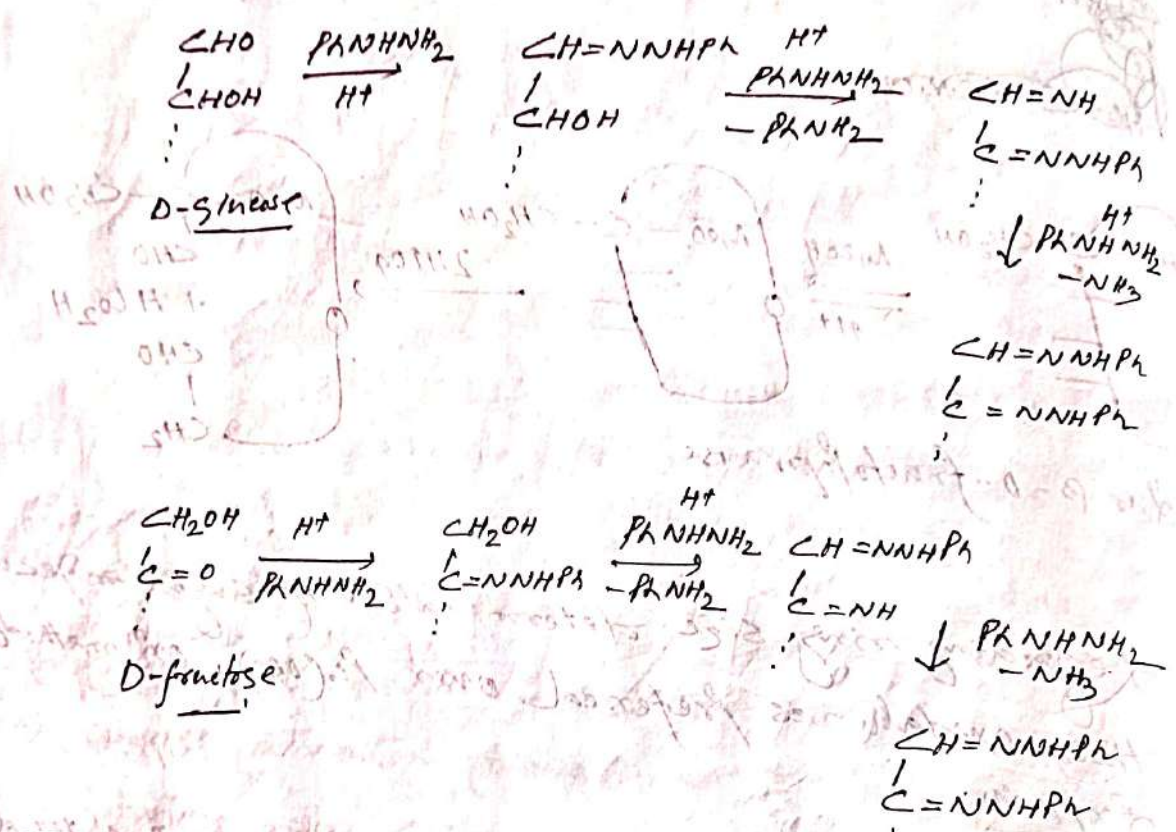 CHO PhNHNH₂ CH=NNHPh H⁺
CHOH H⁺ CHOH PhNHNH₂ CH=NH
− PhNH₂ C=NNHPh
D-glucose H⁺
PhNHNH₂
−NH₃
CH=NNHPh
C=NNHPh
CH₂OH H⁺ CH₂OH H⁺
C=O PhNHNH₂ C=NNHPh PhNHNH₂ CH=NNHPh
−PhNH₂ C=NH
D-fructose PhNHNH₂
−NH₃
CH=NNHPh
C=NNHPh